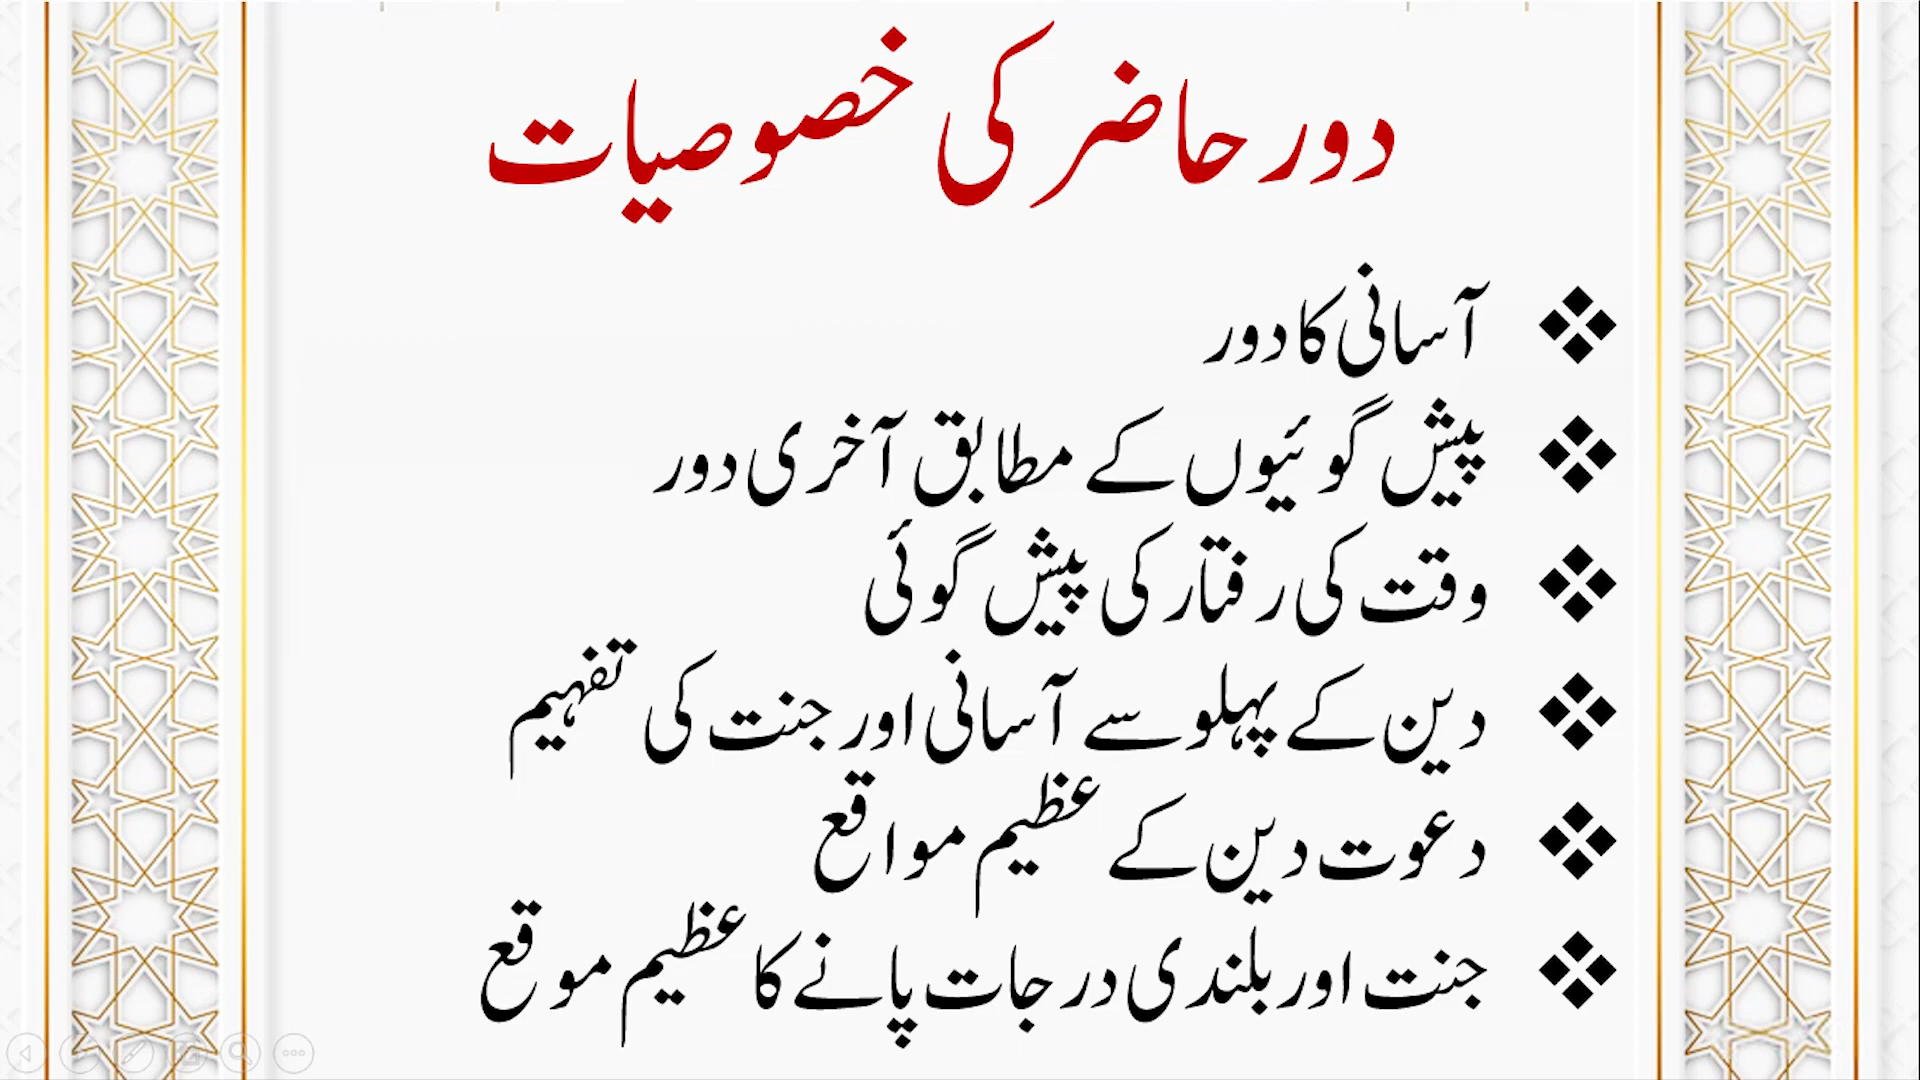 دور حاضر کی خصوصیات
آسانی کا دور
پیش گوئیوں کے مطابق آخری دور
وقت کی رفتار کی پیش گوئی
دین کے پہلو سے آسانی اور جنت کی تفہیم
دعوت دین کے عظیم مواقع
جنت اور بلندی درجات پانے کا عظیم موقع